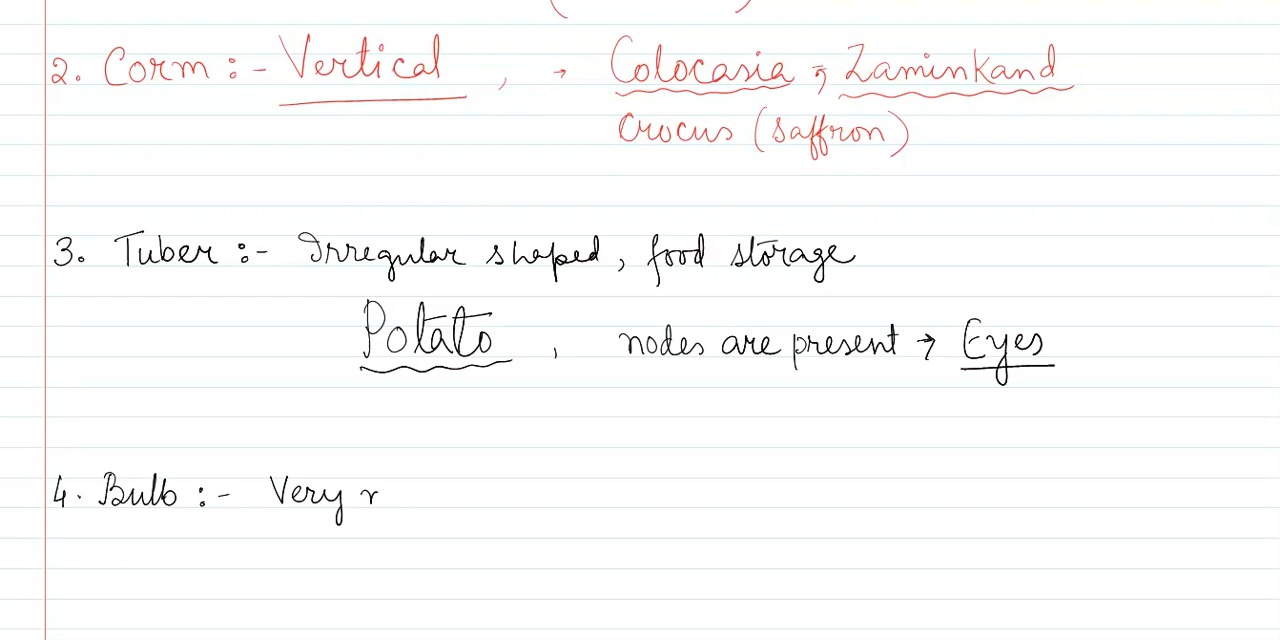 2. Corm :- Vertical , → Colocasia , Zaminkand
Crocus (Saffron)
3. Tuber :- Irregular shaped, food storage
Potato , nodes are present → Eyes
4. Bulb :- Very r